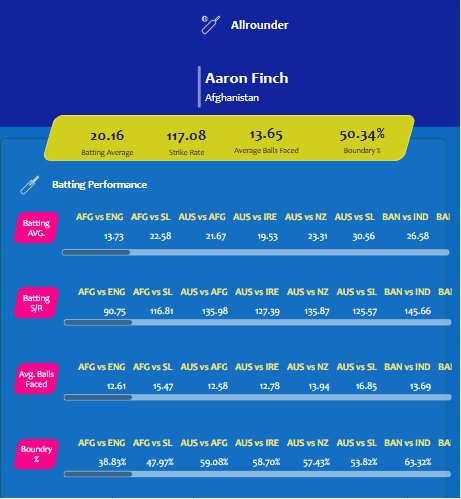 Allrounder
Aaron Finch
Afghanistan
20.16 117.08 13.65 50.34%
Batting Average Strike Rate Average Balls Faced Boundary %
Batting Performance
Batting AVG.
AFG vs ENG AFG vs SL AUS vs AFG AUS vs IRE AUS vs NZ AUS vs SL BAN vs IND BAI
13.73 22.58 21.67 19.53 23.31 30.56 26.58
Batting S/R
AFG vs ENG AFG vs SL AUS vs AFG AUS vs IRE AUS vs NZ AUS vs SL BAN vs IND BAN
90.75 116.81 135.98 127.39 135.87 125.57 145.66
Avg. Balls Faced
AFG vs ENG AFG vs SL AUS vs AFG AUS vs IRE AUS vs NZ AUS vs SL BAN vs IND BAN
12.61 15.47 12.58 12.78 13.94 16.85 13.69
Boundry %
AFG vs ENG AFG vs SL AUS vs AFG AUS vs IRE AUS vs NZ AUS vs SL BAN vs IND BAN
38.83% 47.97% 59.08% 58.70% 57.43% 53.82% 63.32%